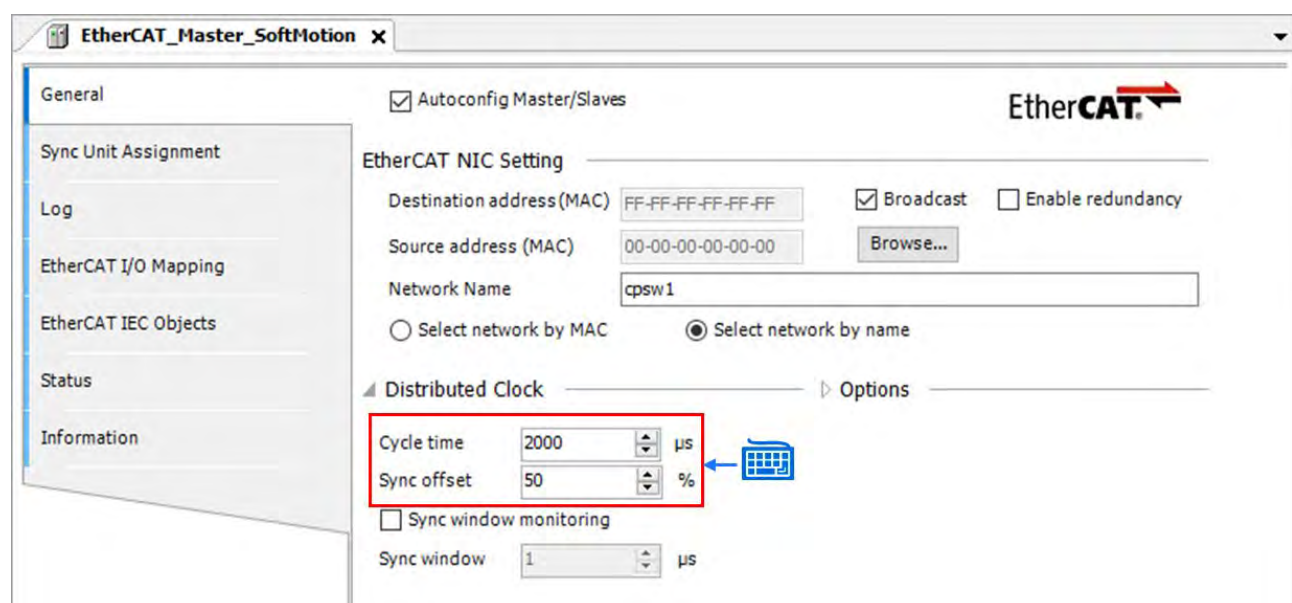 EtherCAT_Master_SoftMotion
General
Sync Unit Assignment
Log
EtherCAT I/O Mapping
EtherCAT IEC Objects
Status
Information
Autoconfig Master/Slaves
EtherCAT.
EtherCAT NIC Setting
Destination address (MAC) FF-FF-FF-FF-FF-FF Broadcast Enable redundancy
Source address (MAC) 00-00-00-00-00-00 Browse...
Network Name cpsw1
Select network by MAC Select network by name
Distributed Clock Options
Cycle time 2000 µs
Sync offset 50 %
Sync window monitoring
Sync window 1 µs